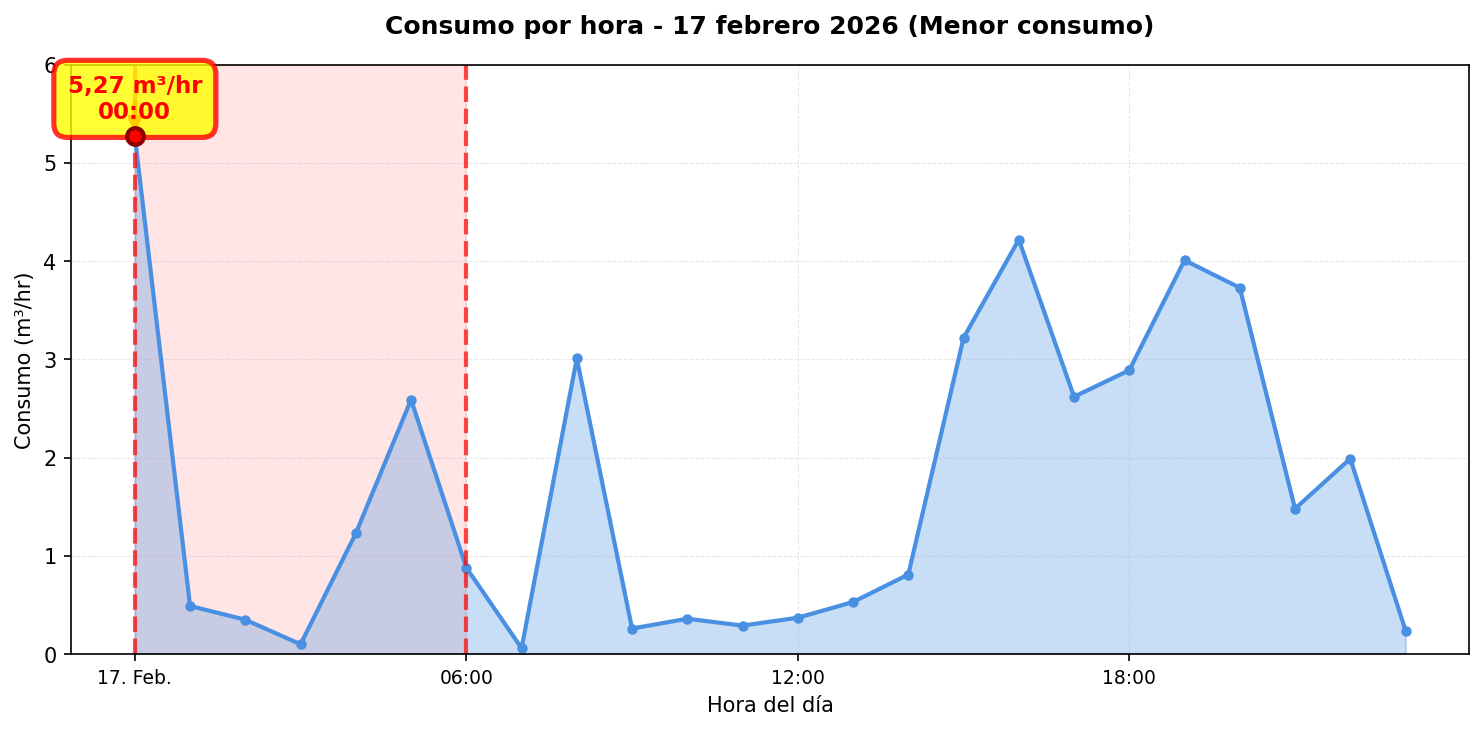 Consumo por hora - 17 febrero 2026 (Menor consumo)
5,27 m³/hr
00:00
Consumo (m³/hr)
6
5
4
3
2
1
0
17. Feb.
06:00
12:00
18:00
Hora del día